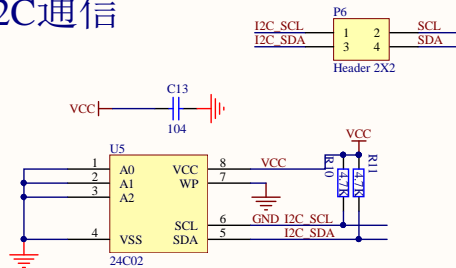 2C通信
P6
I2C_SCL 1 2 SCL
I2C_SDA 3 4 SDA
Header 2X2
C13
VCC
104
U5
VCC
1 A0 VCC 8 VCC
2 A1 WP 7
3 A2
R10 4.7K
R11 4.7K
SCL 6 GND I2C_SCL
4 VSS SDA 5 I2C_SDA
24C02